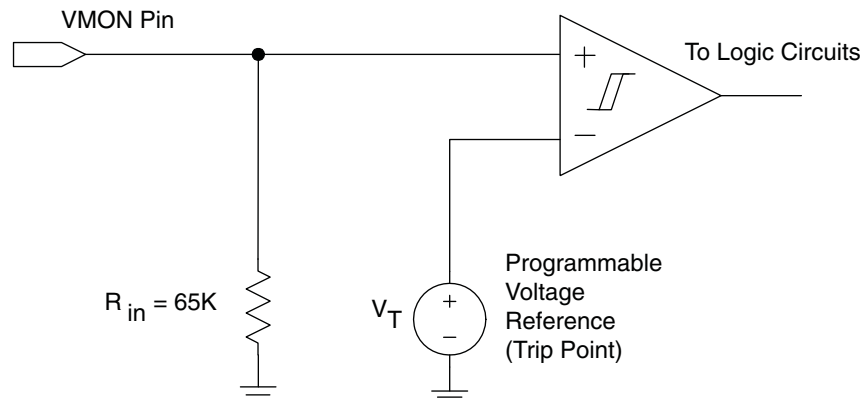 VMON Pin
To Logic Circuits
+
−
R in = 65K
VT
+
−
Programmable
Voltage
Reference
(Trip Point)